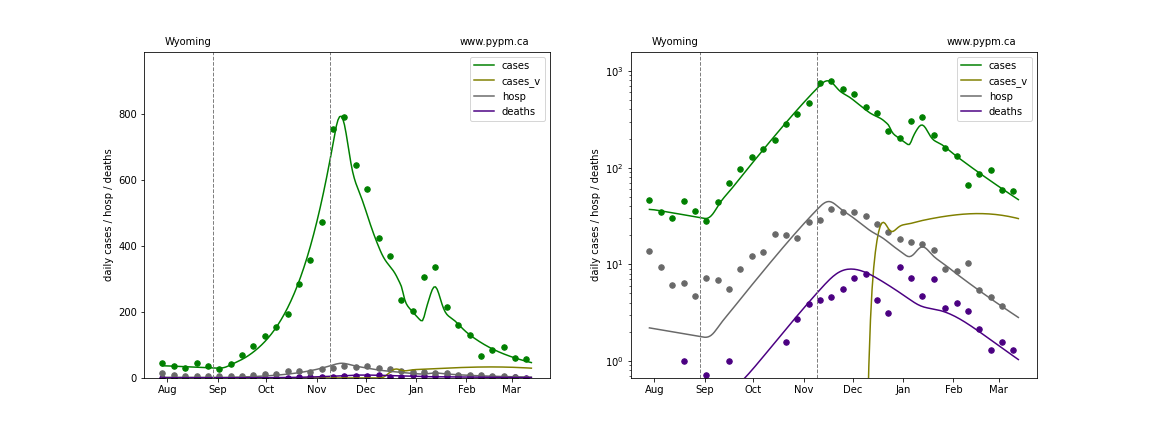 Wyoming www.pypm.ca
cases
cases_v
hosp
deaths
daily cases / hosp / deaths
800
600
400
200
0
Aug Sep Oct Nov Dec Jan Feb Mar
Wyoming www.pypm.ca
cases
cases_v
hosp
deaths
daily cases / hosp / deaths
10³
10²
10¹
10⁰
Aug Sep Oct Nov Dec Jan Feb Mar